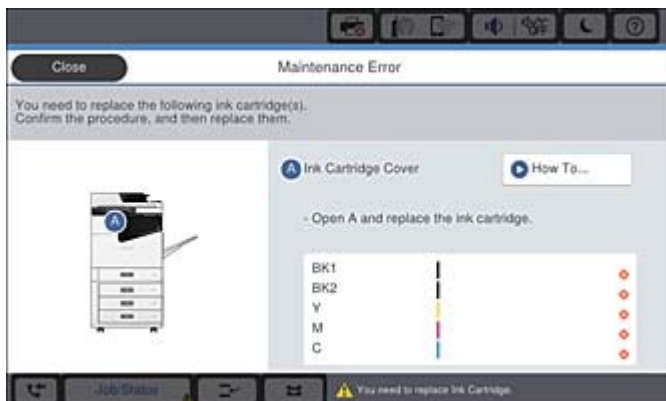 OFF
Close
Maintenance Error
You need to replace the following ink cartridge(s).
Confirm the procedure, and then replace them.
A
A Ink Cartridge Cover
How To...
- Open A and replace the ink cartridge.
BK1
BK2
Y
M
C
Job/Status
You need to replace Ink Cartridge.